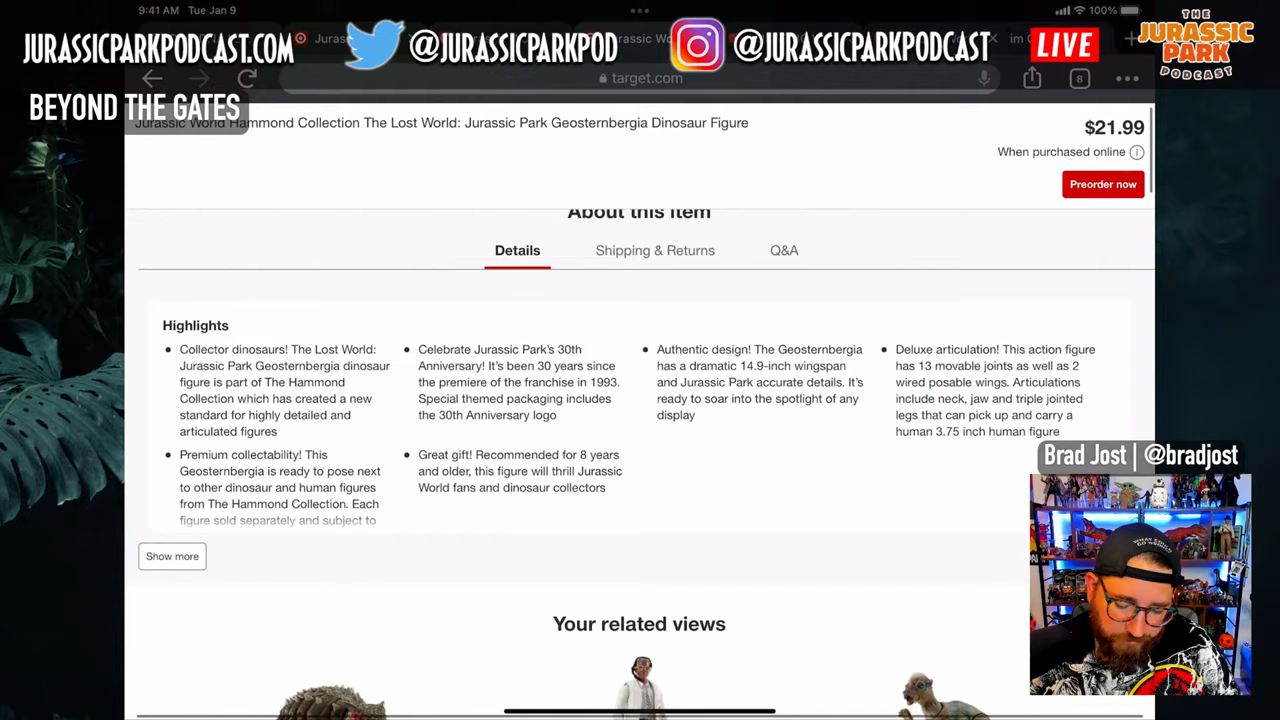 9:41 AM Tue Jan 9
100%
JURASSICPARKPODCAST.COM
@JURASSICPARKPOD
@JURASSICPARKPODCAST
LIVE
THE
JURASSIC
PARK
PODCAST
target.com
8
BEYOND THE GATES
Jurassic World Hammond Collection The Lost World: Jurassic Park Geosternbergia Dinosaur Figure
$21.99
When purchased online
Preorder now
About this item
Details
Shipping & Returns
Q&A
Highlights
Collector dinosaurs! The Lost World:
Jurassic Park Geosternbergia dinosaur
figure is part of The Hammond
Collection which has created a new
standard for highly detailed and
articulated figures
Celebrate Jurassic Park's 30th
Anniversary! It's been 30 years since
the premiere of the franchise in 1993.
Special themed packaging includes
the 30th Anniversary logo
Authentic design! The Geosternbergia
has a dramatic 14.9-inch wingspan
and Jurassic Park accurate details. It's
ready to soar into the spotlight of any
display
Deluxe articulation! This action figure
has 13 movable joints as well as 2
wired posable wings. Articulations
include neck, jaw and triple jointed
legs that can pick up and carry a
human 3.75 inch human figure
Premium collectability! This
Geosternbergia is ready to pose next
to other dinosaur and human figures
from The Hammond Collection. Each
figure sold separately and subject to
Great gift! Recommended for 8 years
and older, this figure will thrill Jurassic
World fans and dinosaur collectors
Show more
Your related views
Brad Jost | @bradjost